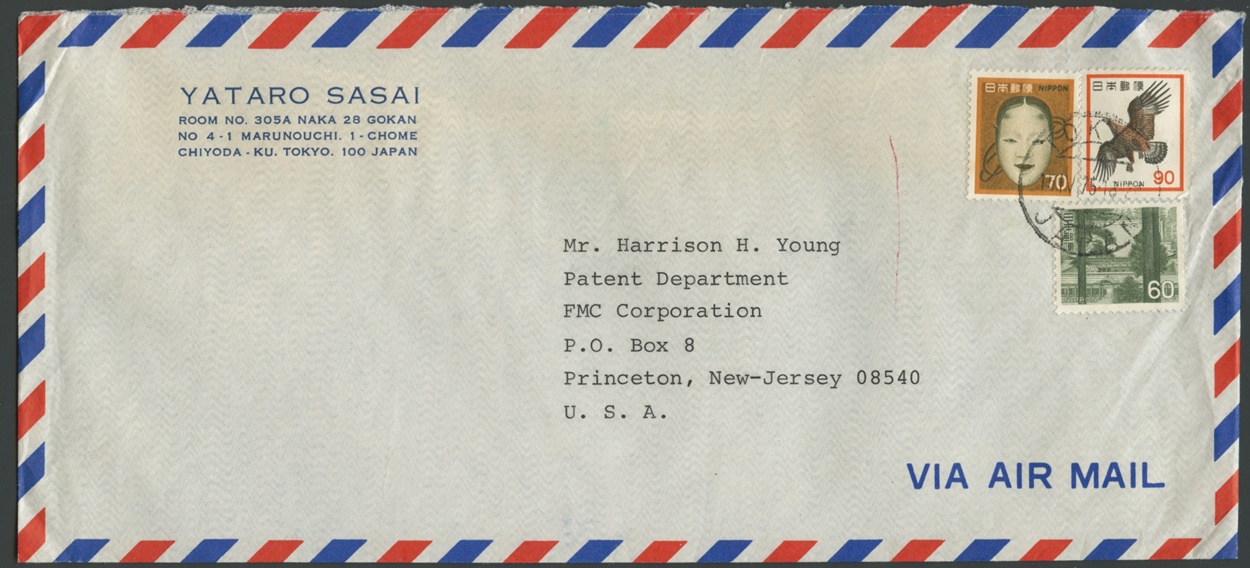 YATARO SASAI
ROOM NO. 305A NAKA 28 GOKAN
NO 4-1 MARUNOUCHI. 1-CHOME
CHIYODA-KU. TOKYO. 100 JAPAN
日本郵便 NIPPON
70
日本郵便
NIPPON 90
60
Mr. Harrison H. Young
Patent Department
FMC Corporation
P.O. Box 8
Princeton, New-Jersey 08540
U. S. A.
VIA AIR MAIL